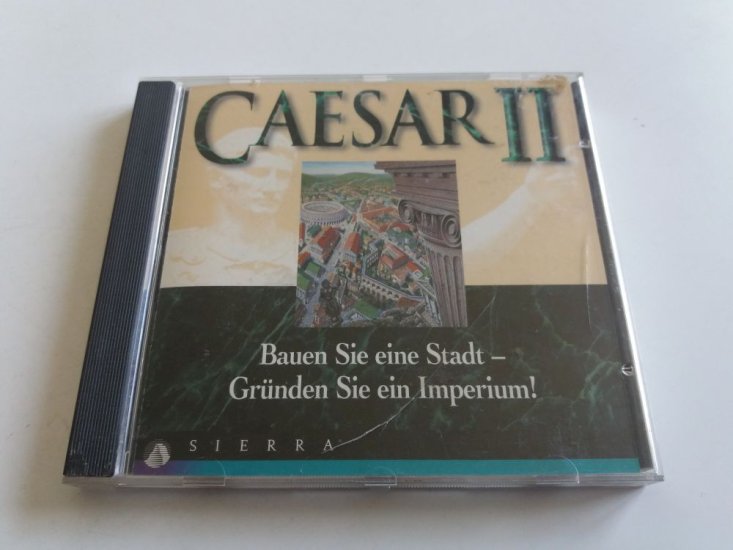 CAESAR II
Bauen Sie eine Stadt –
Gründen Sie ein Imperium!
SIERRA